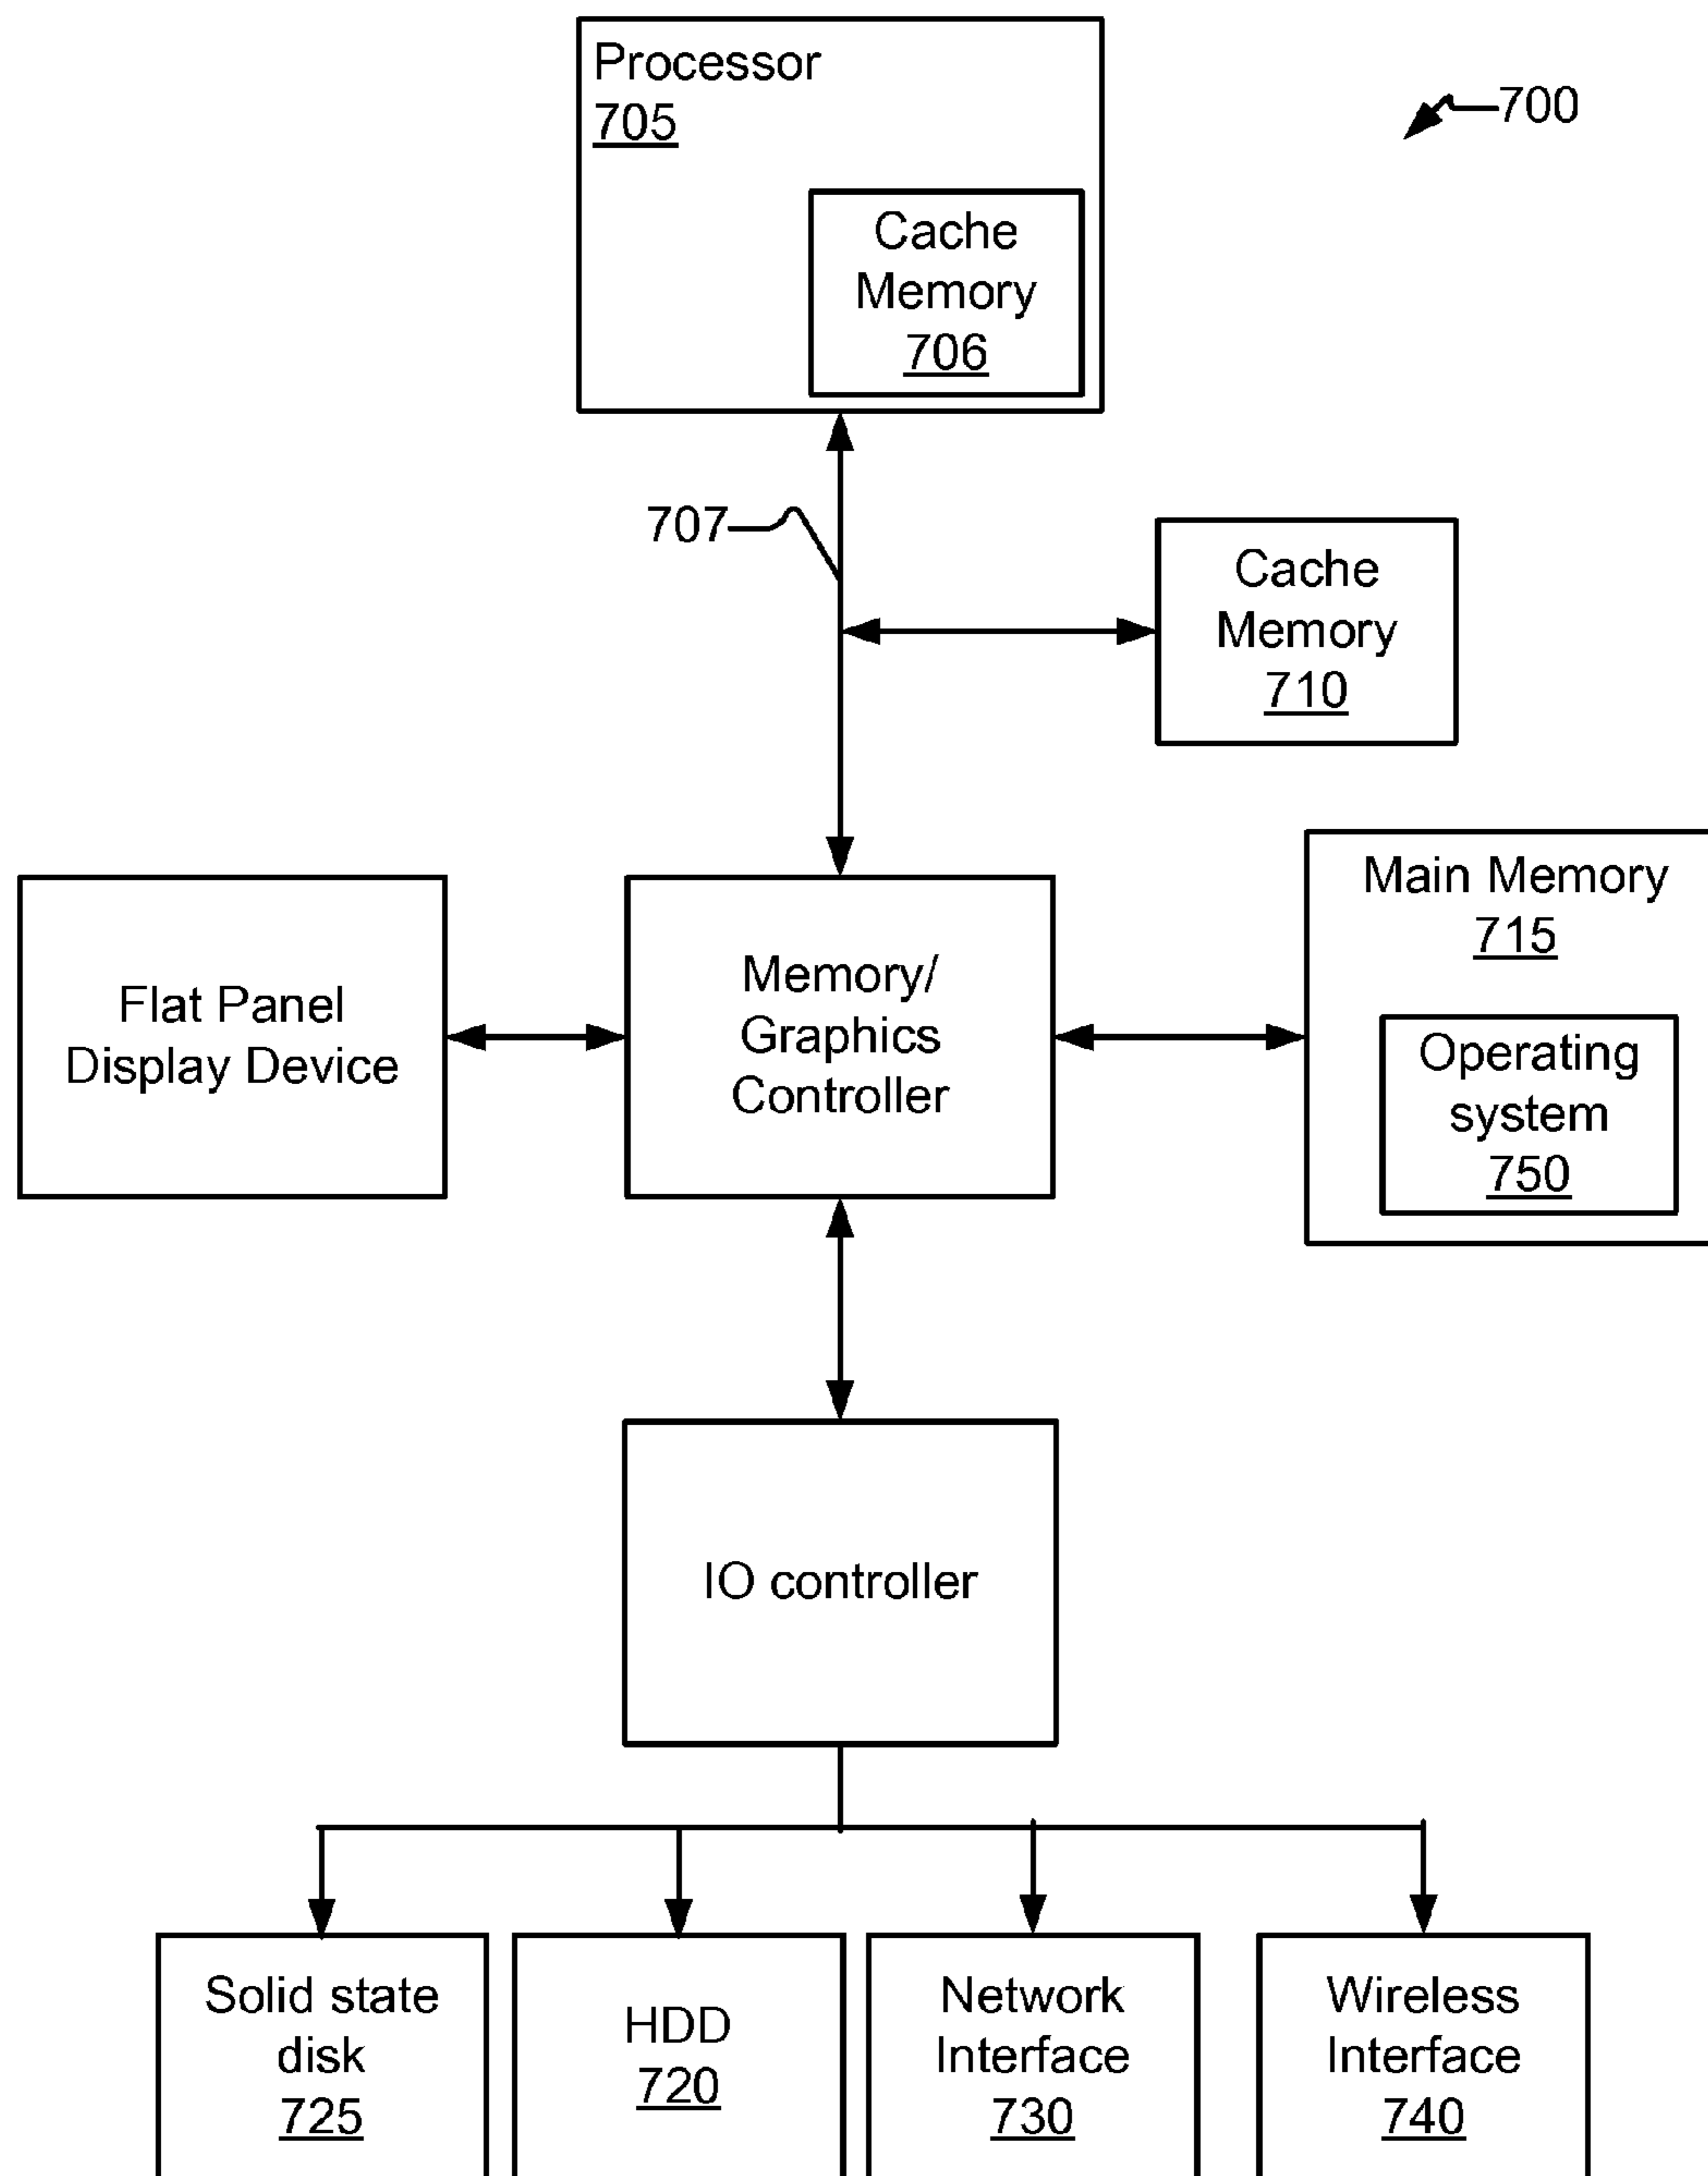 Processor
705
700
Cache
Memory
706
707
Cache
Memory
710
Main Memory
715
Flat Panel
Display Device
Memory/
Graphics
Controller
Operating
system
750
IO controller
Solid state
disk
725
HDD
720
Network
Interface
730
Wireless
Interface
740